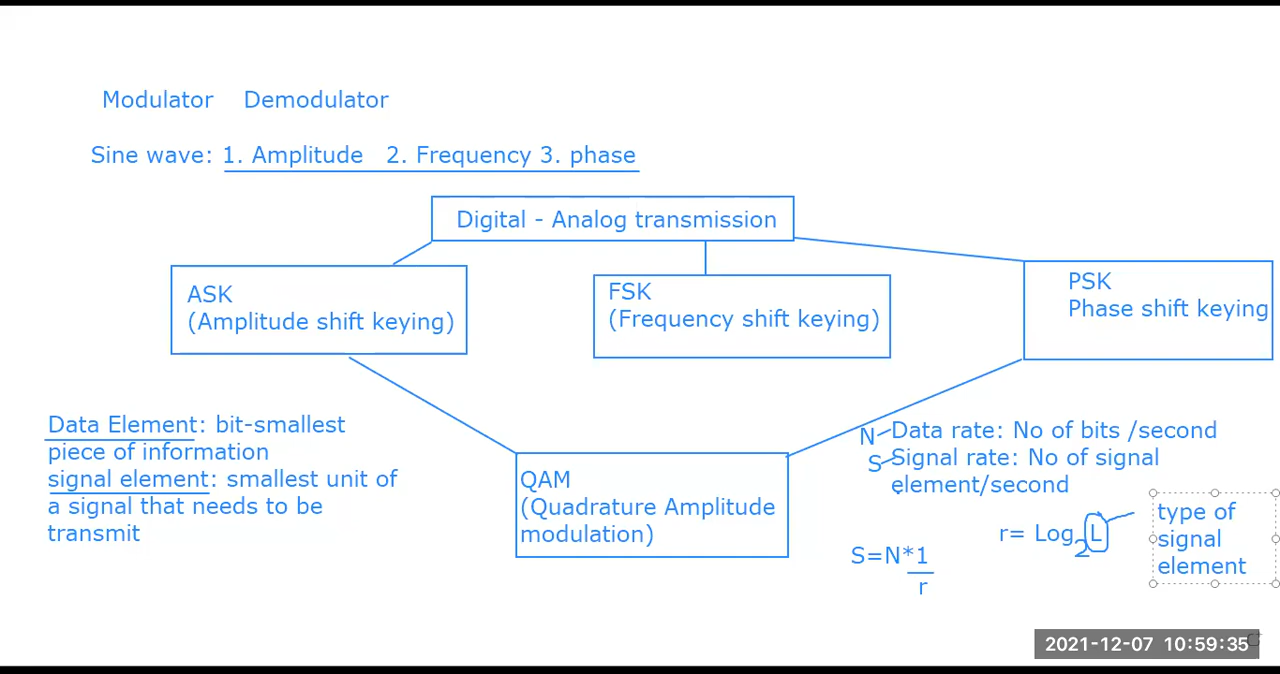 Modulator Demodulator
Sine wave: 1. Amplitude 2. Frequency 3. phase
Digital - Analog transmission
ASK
(Amplitude shift keying)
FSK
(Frequency shift keying)
PSK
Phase shift keying
Data Element: bit-smallest
piece of information
signal element: smallest unit of
a signal that needs to be
transmit
QAM
(Quadrature Amplitude
modulation)
N Data rate: No of bits /second
S Signal rate: No of signal
element/second
r= Log2 L
type of
signal
element
S=N*1
r
2021-12-07 10:59:35